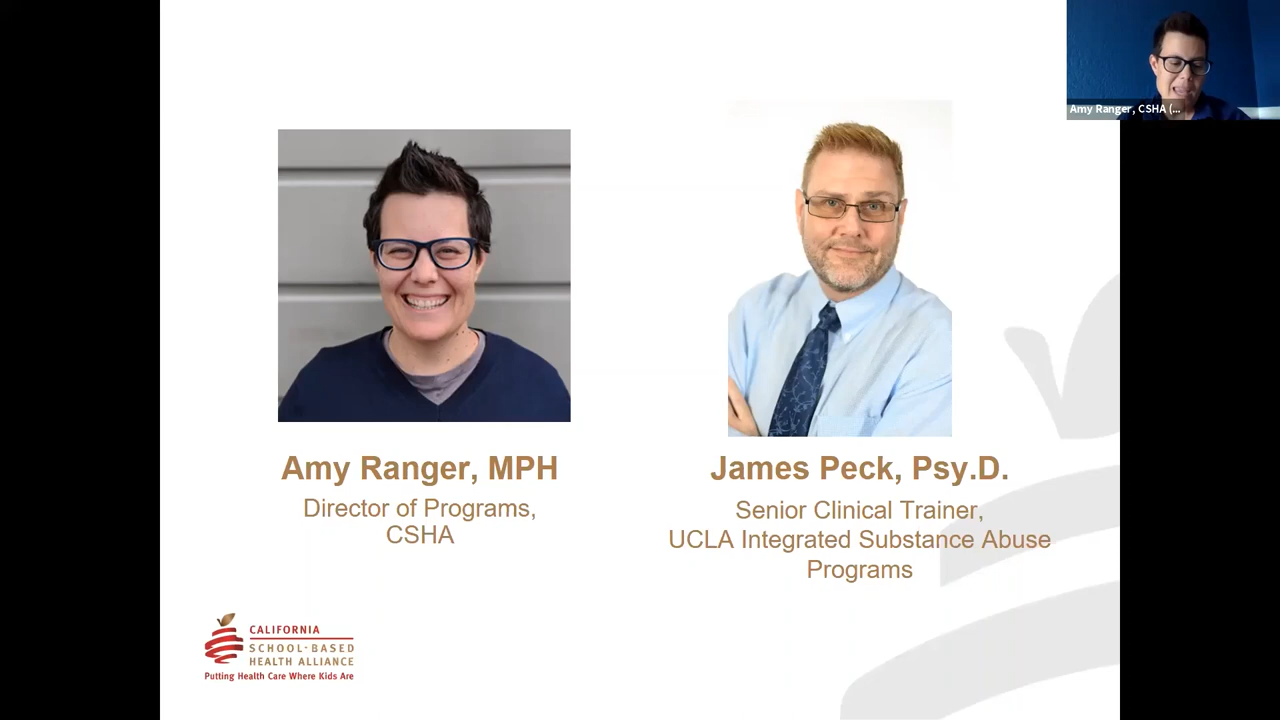 Amy Ranger, CSHA (...
Amy Ranger, MPH
Director of Programs,
CSHA
James Peck, Psy.D.
Senior Clinical Trainer,
UCLA Integrated Substance Abuse
Programs
CALIFORNIA
SCHOOL-BASED
HEALTH ALLIANCE
Putting Health Care Where Kids Are